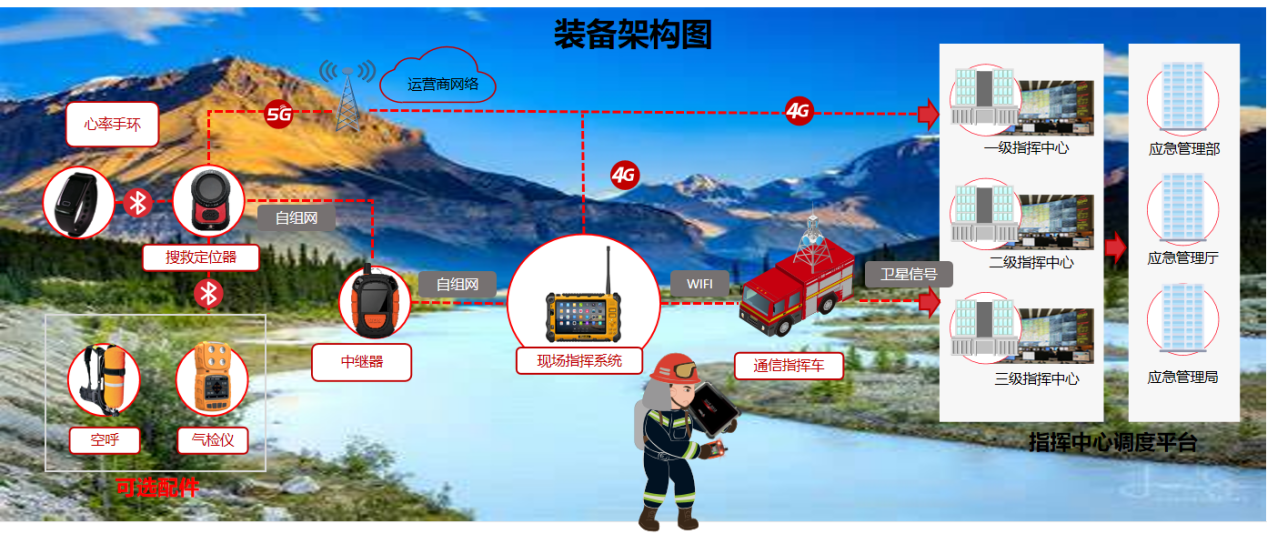 装备架构图
运营商网络
5G
4G
心率手环
4G
一级指挥中心
应急管理部
自组网
搜救定位器
二级指挥中心
应急管理厅
自组网
WIFI
卫星信号
中继器
现场指挥系统
通信指挥车
三级指挥中心
应急管理局
空呼
气检仪
可选配件
指挥中心调度平台